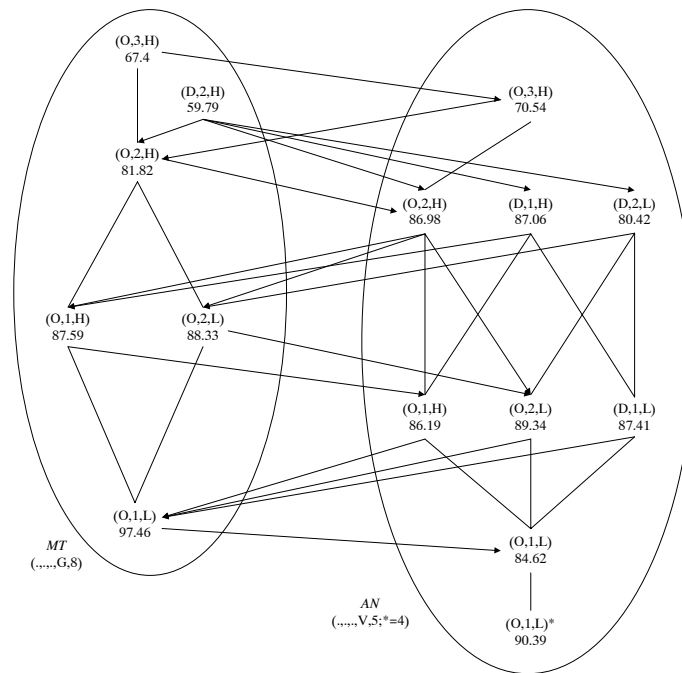 (O,3,H)
67.4
(D,2,H)
59.79
(O,3,H)
70.54
(O,2,H)
81.82
(O,2,H)
86.98
(D,1,H)
87.06
(D,2,L)
80.42
(O,1,H)
87.59
(O,2,L)
88.33
(O,1,H)
86.19
(O,2,L)
89.34
(D,1,L)
87.41
(O,1,L)
97.46
(O,1,L)
84.62
MT
(.,.,.,G,8)
AN
(.,.,.,V,5;*=4)
(O,1,L)*
90.39